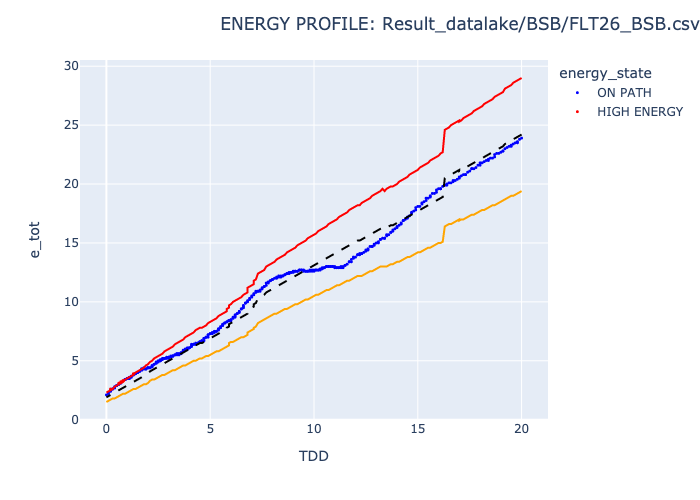 ENERGY PROFILE: Result_datalake/BSB/FLT26_BSB.csv
energy_state
ON PATH
HIGH ENERGY
e_tot
30
25
20
15
10
5
0
0 5 10 15 20
TDD